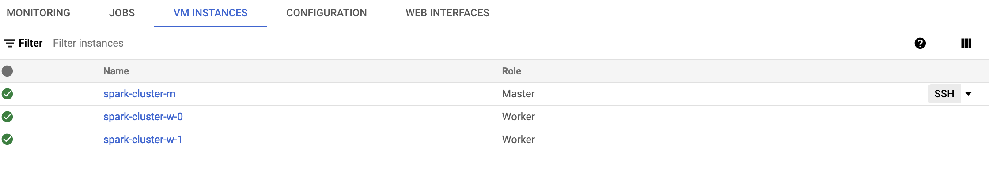 MONITORING JOBS VM INSTANCES CONFIGURATION WEB INTERFACES
Filter Filter instances
Name Role
spark-cluster-m Master SSH
spark-cluster-w-0 Worker
spark-cluster-w-1 Worker